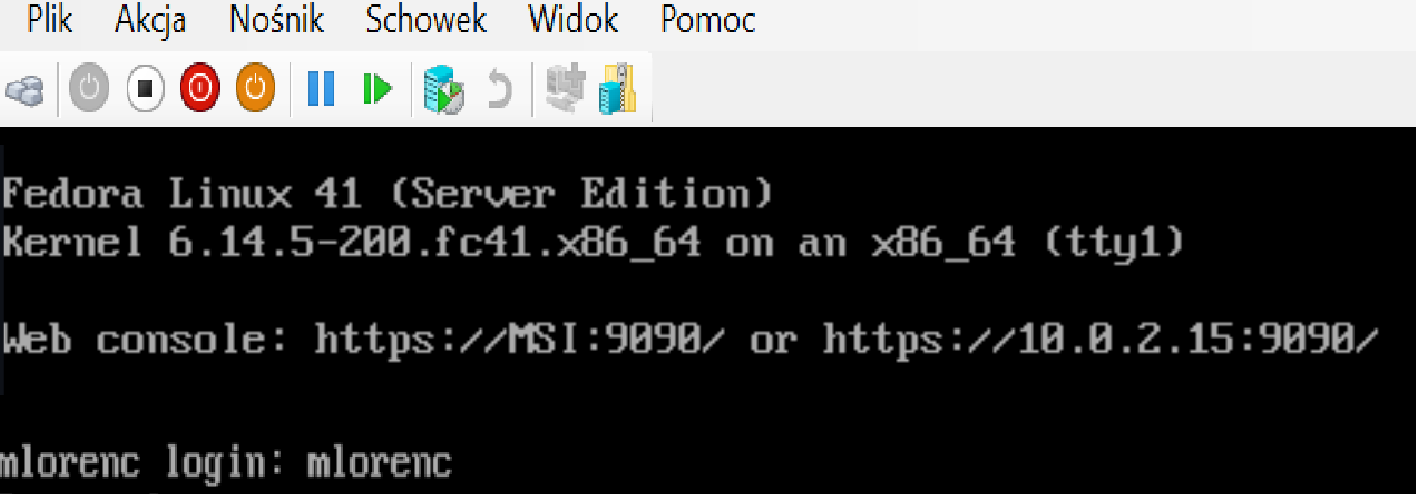 Plik Akcja Nośnik Schowek Widok Pomoc
Fedora Linux 41 (Server Edition)
Kernel 6.14.5-200.fc41.x86_64 on an x86_64 (tty1)
Web console: https://MSI:9090/ or https://10.0.2.15:9090/
mlorenc login: mlorenc